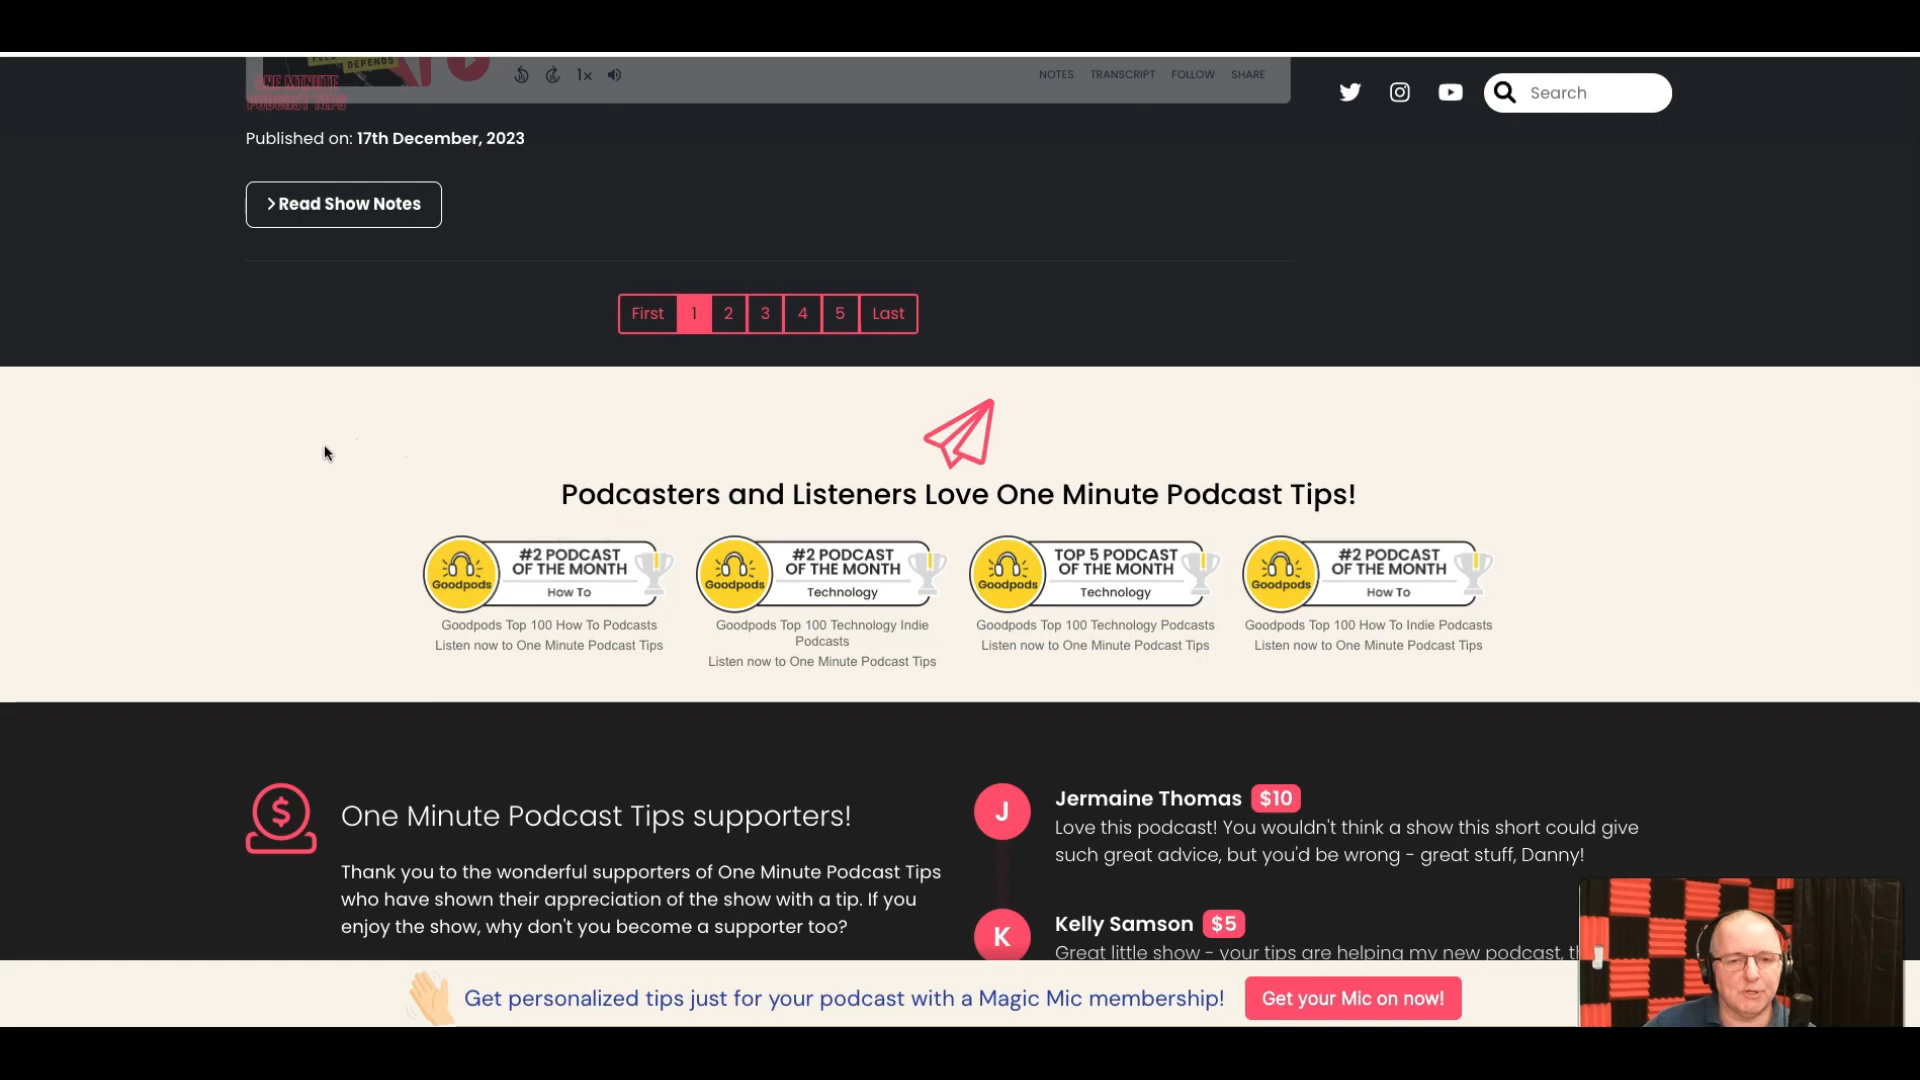 DEPENDS
ONE MINUTE
PODCAST TIPS
1x
NOTES TRANSCRIPT FOLLOW SHARE
Search
Published on: 17th December, 2023
Read Show Notes
First 1 2 3 4 5 Last
Podcasters and Listeners Love One Minute Podcast Tips!
Goodpods
#2 PODCAST
OF THE MONTH
How To
Goodpods Top 100 How To Podcasts
Listen now to One Minute Podcast Tips
Goodpods
#2 PODCAST
OF THE MONTH
Technology
Goodpods Top 100 Technology Indie
Podcasts
Listen now to One Minute Podcast Tips
Goodpods
TOP 5 PODCAST
OF THE MONTH
Technology
Goodpods Top 100 Technology Podcasts
Listen now to One Minute Podcast Tips
Goodpods
#2 PODCAST
OF THE MONTH
How To
Goodpods Top 100 How To Indie Podcasts
Listen now to One Minute Podcast Tips
$
One Minute Podcast Tips supporters!
Thank you to the wonderful supporters of One Minute Podcast Tips
who have shown their appreciation of the show with a tip. If you
enjoy the show, why don't you become a supporter too?
J
Jermaine Thomas $10
Love this podcast! You wouldn't think a show this short could give
such great advice, but you'd be wrong - great stuff, Danny!
K
Kelly Samson $5
Great little show - your tips are helping my new podcast,
Get personalized tips just for your podcast with a Magic Mic membership!
Get your Mic on now!